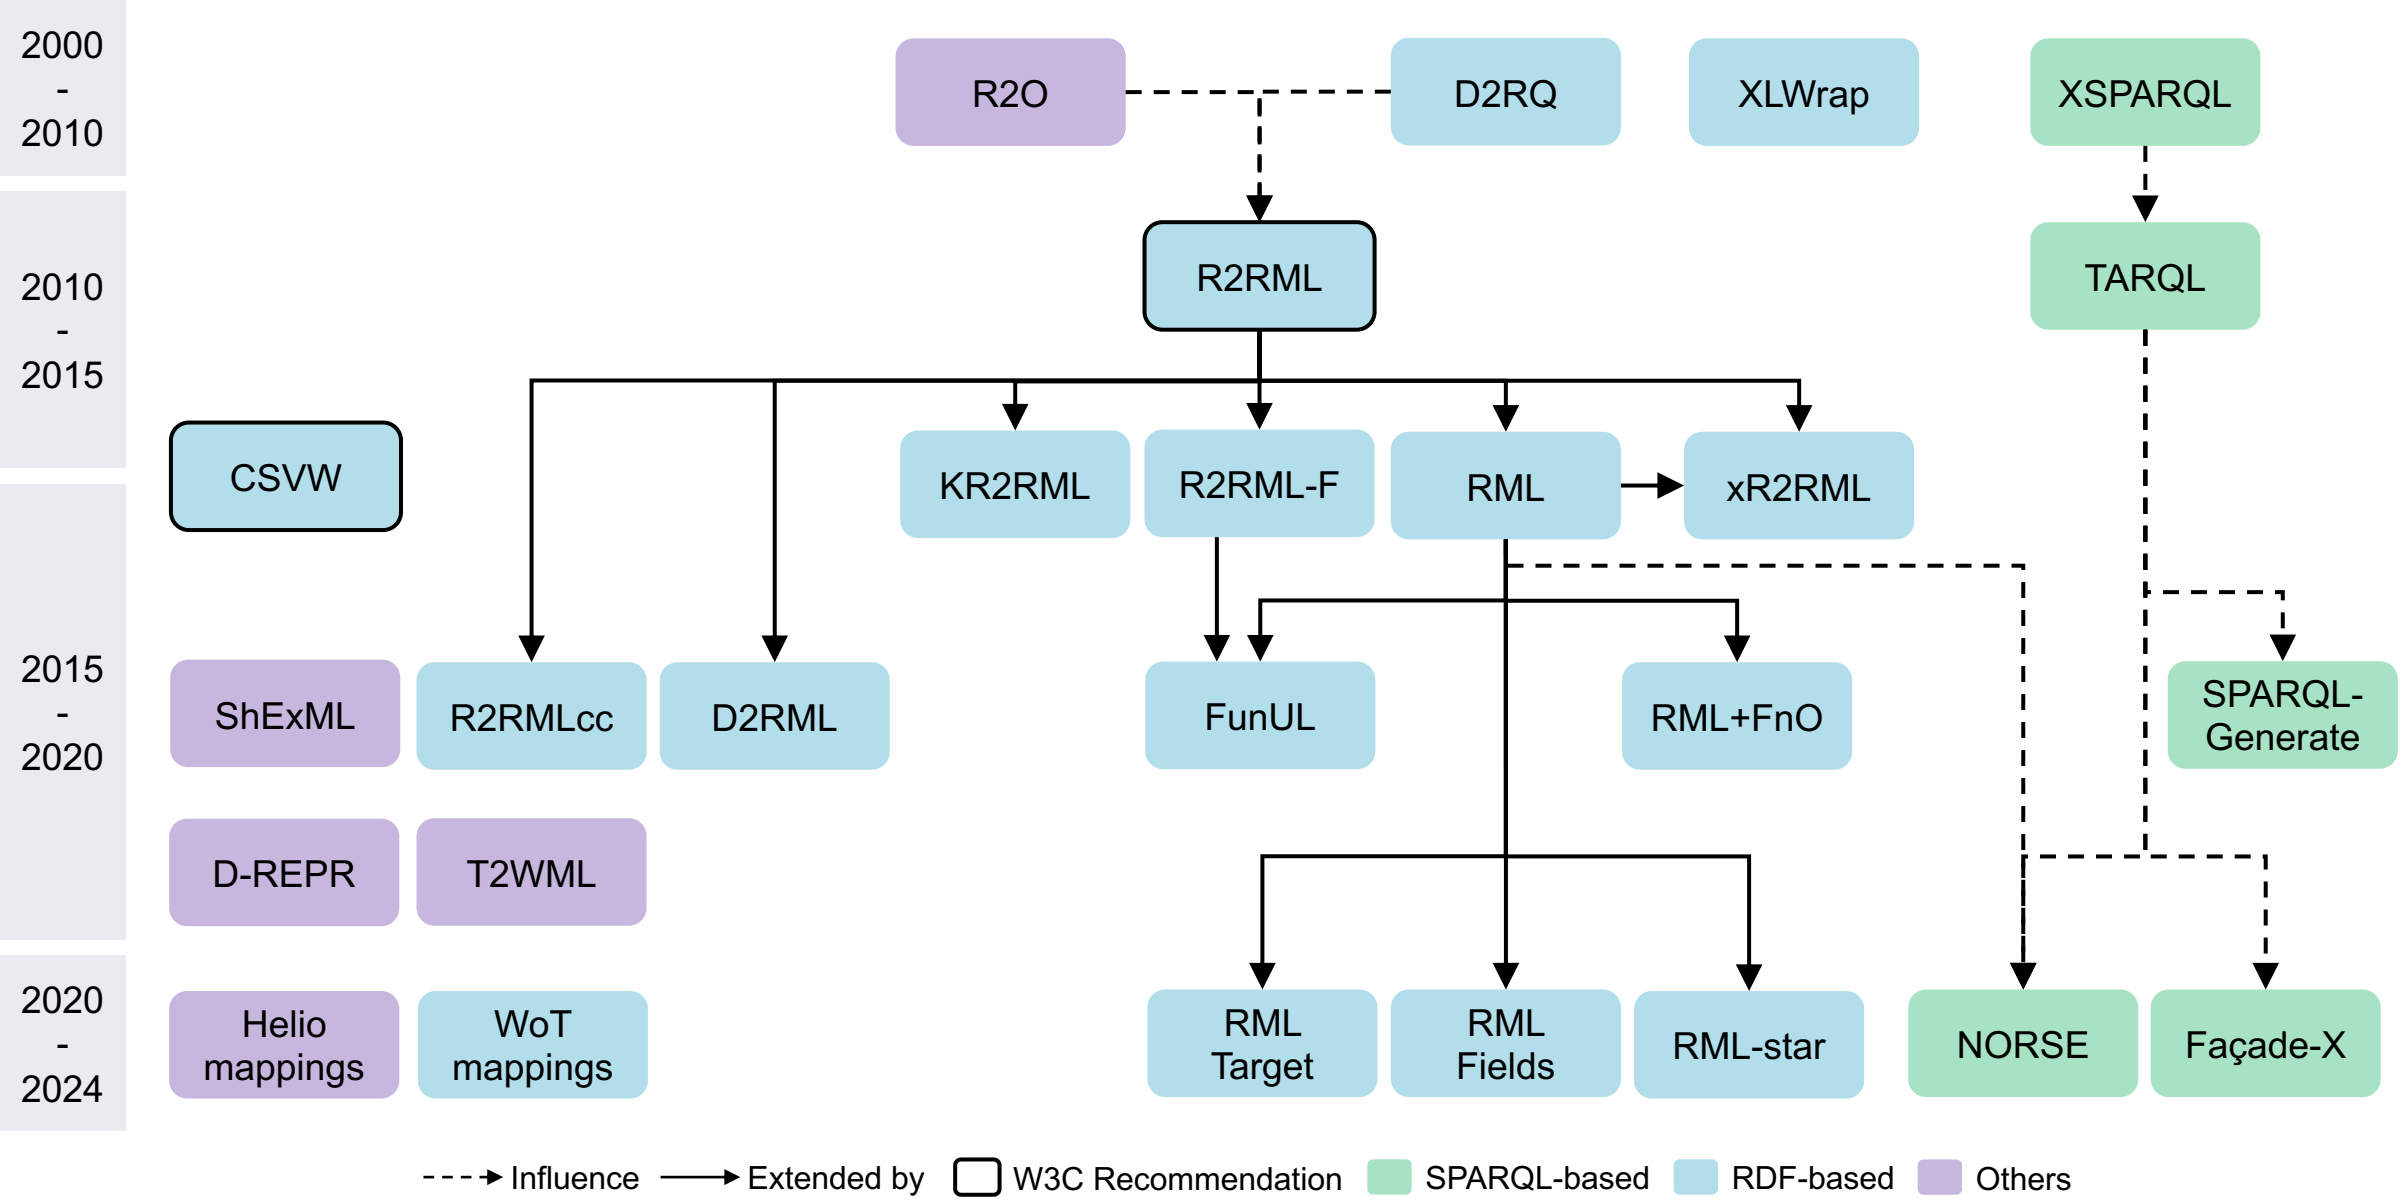 2000
-
2010
R2O
D2RQ
XLWrap
XSPARQL
2010
-
2015
R2RML
TARQL
CSVW
KR2RML
R2RML-F
RML
xR2RML
2015
-
2020
ShExML
R2RMLcc
D2RML
FunUL
RML+FnO
SPARQL-
Generate
D-REPR
T2WML
2020
-
2024
Helio
mappings
WoT
mappings
RML
Target
RML
Fields
RML-star
NORSE
Façade-X
Influence
Extended by
W3C Recommendation
SPARQL-based
RDF-based
Others